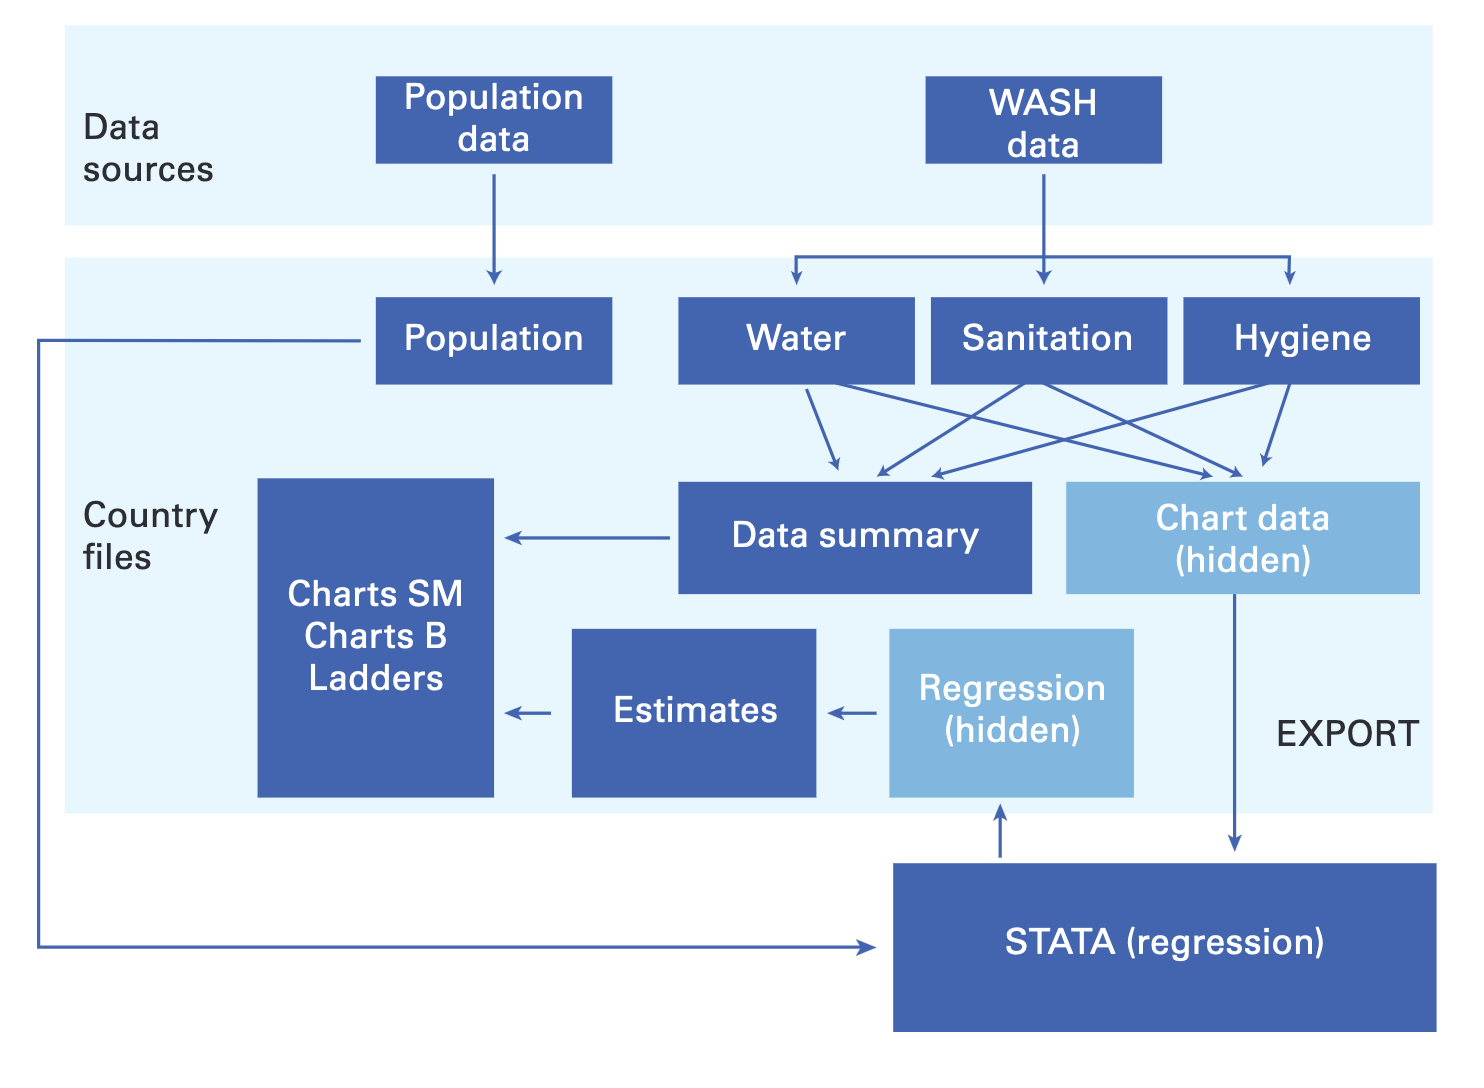 Data
sources
Population
data
WASH
data
Population
Water
Sanitation
Hygiene
Country
files
Charts SM
Charts B
Ladders
Data summary
Chart data
(hidden)
Estimates
Regression
(hidden)
EXPORT
STATA (regression)